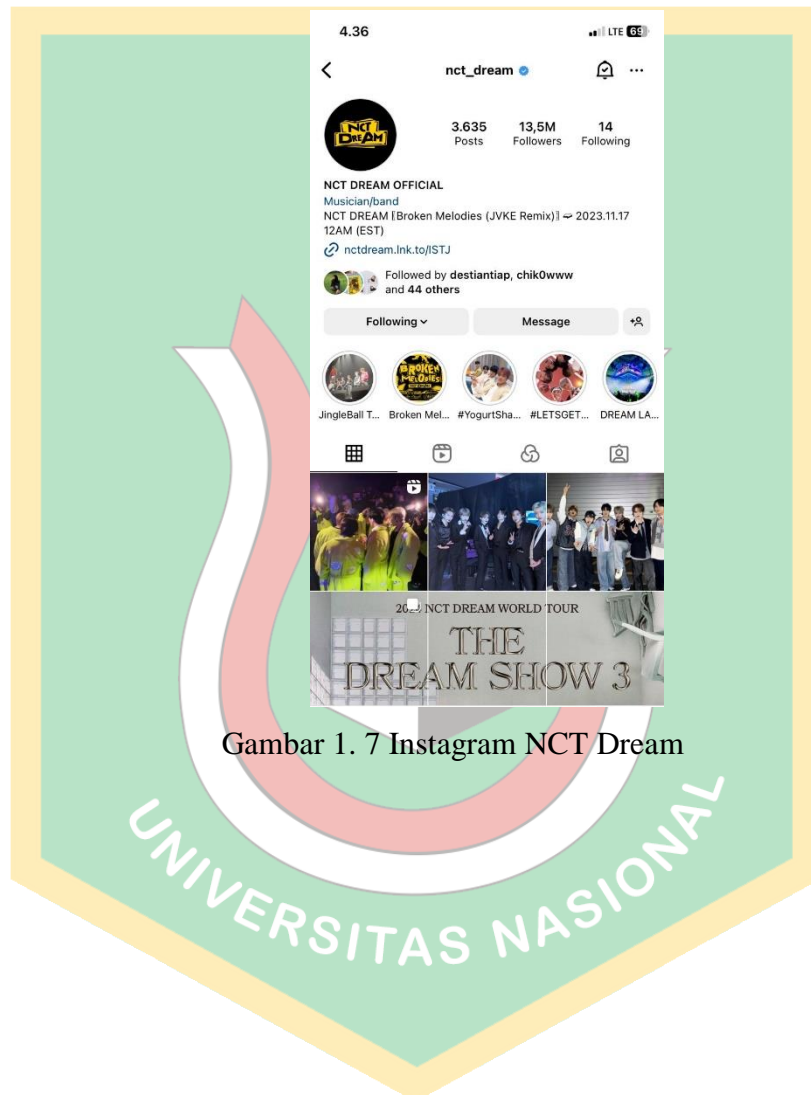 4.36
LTE 69
nct_dream
NCT DREAM
3.635 13,5M 14
Posts Followers Following
NCT DREAM OFFICIAL
Musician/band
NCT DREAM 〖Broken Melodies (JVKE Remix)〗 ➫ 2023.11.17
12AM (EST)
nctdream.lnk.to/ISTJ
Followed by destiantiap, chik0www
and 44 others
Following Message
JingleBall T... Broken Mel... #YogurtSha... #LETSGET... DREAM LA...
NCT DREAM WORLD TOUR
THE
DREAM SHOW 3
Gambar 1. 7 Instagram NCT Dream
UNIVERSITAS NASIONAL